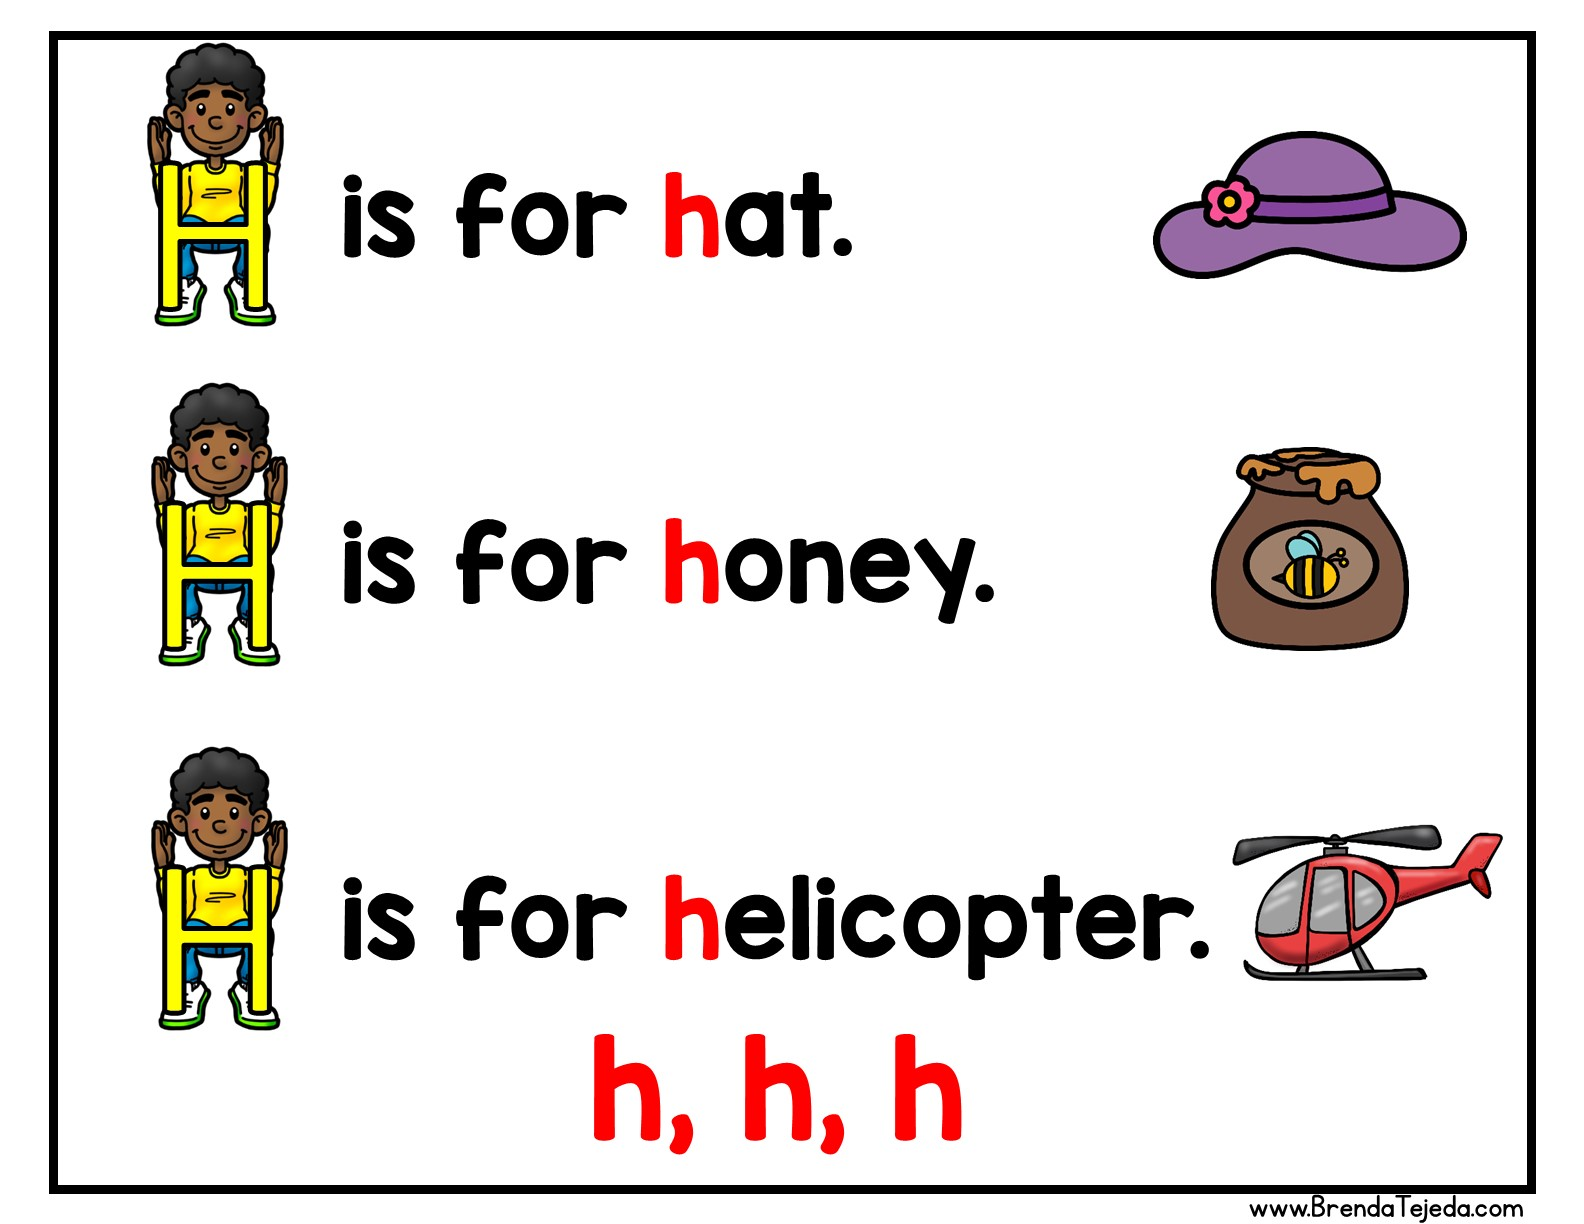 H is for hat.
H is for honey.
H is for helicopter.
h, h, h
www.BrendaTejeda.com